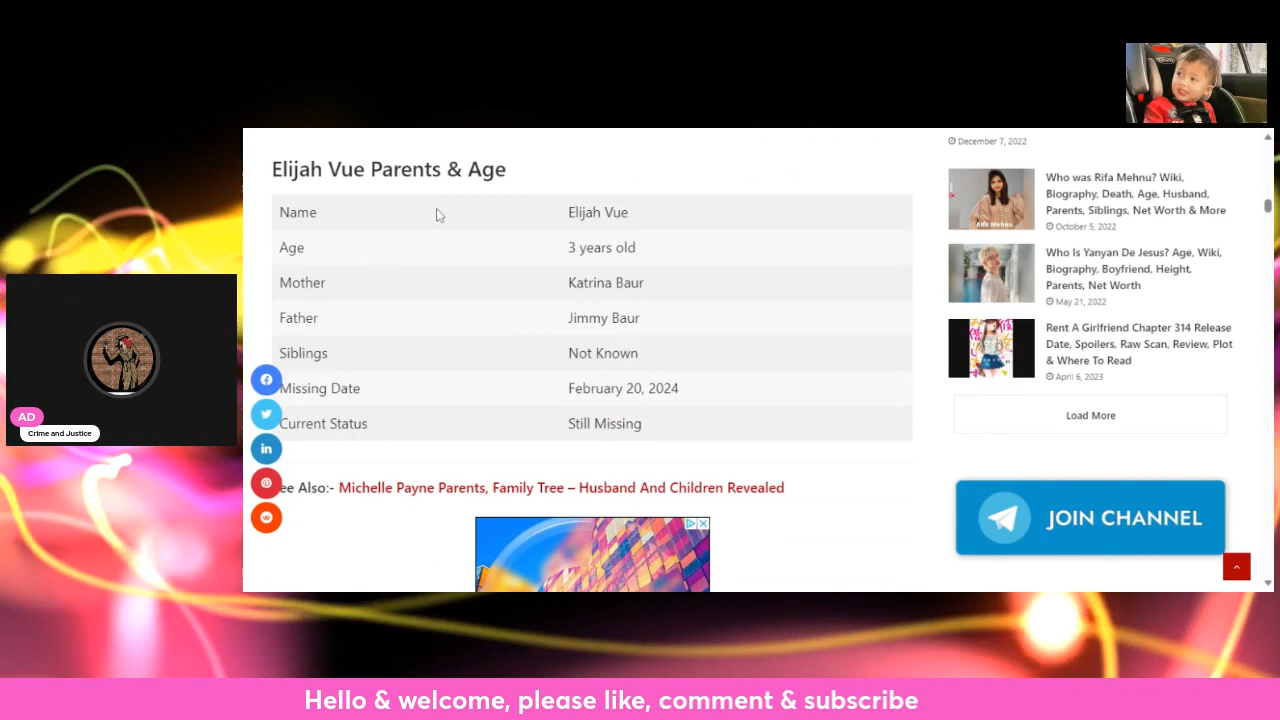 December 7, 2022
Elijah Vue Parents & Age
Name Elijah Vue
Age 3 years old
Mother Katrina Baur
Father Jimmy Baur
Siblings Not Known
Missing Date February 20, 2024
Current Status Still Missing
ee Also:- Michelle Payne Parents, Family Tree – Husband And Children Revealed
Who was Rifa Mehnu? Wiki,
Biography, Death, Age, Husband,
Parents, Siblings, Net Worth & More
October 5, 2022
Rifa Mehnu
Who Is Yanyan De Jesus? Age, Wiki,
Biography, Boyfriend, Height,
Parents, Net Worth
May 21, 2022
Rent A Girlfriend Chapter 314 Release
Date, Spoilers, Raw Scan, Review, Plot
& Where To Read
April 6, 2023
Load More
JOIN CHANNEL
AD
Crime and Justice
Hello & welcome, please like, comment & subscribe